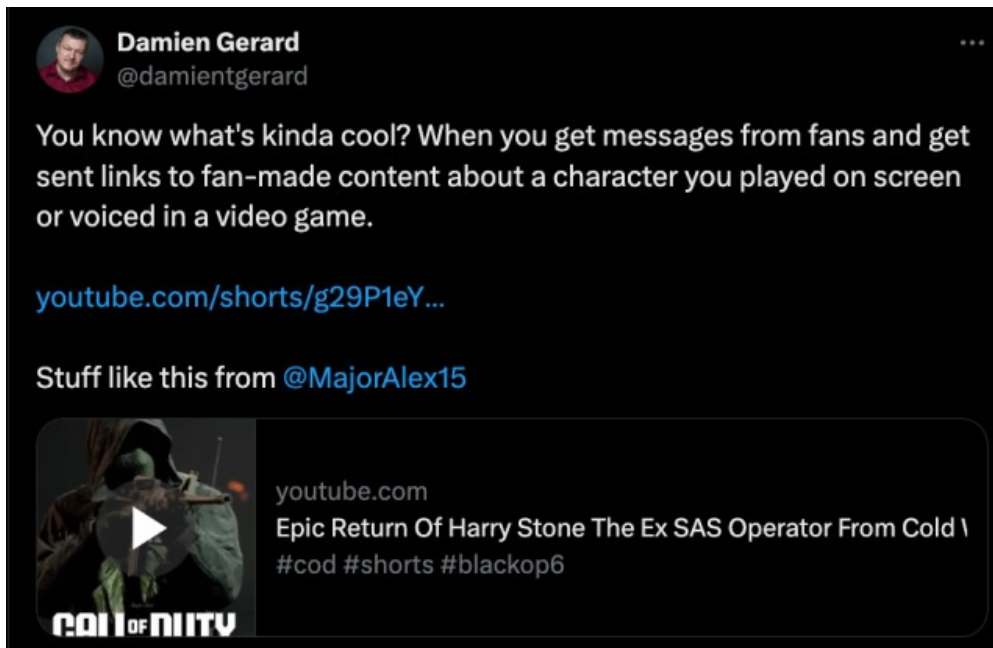 Damien Gerard
@damientgerard
You know what's kinda cool? When you get messages from fans and get
sent links to fan-made content about a character you played on screen
or voiced in a video game.
youtube.com/shorts/g29P1eY...
Stuff like this from @MajorAlex15
youtube.com
Epic Return Of Harry Stone The Ex SAS Operator From Cold
#cod #shorts #blackop6
CALL OF DUTY